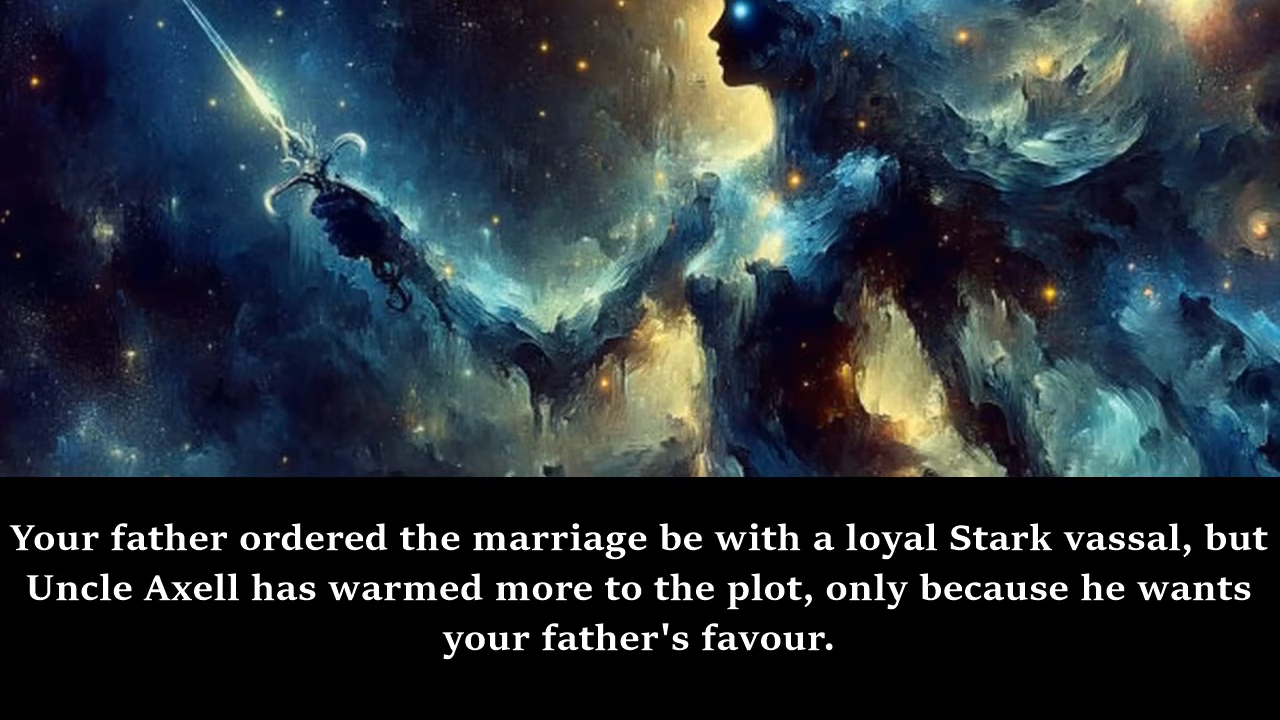 Your father ordered the marriage be with a loyal Stark vassal, but
Uncle Axell has warmed more to the plot, only because he wants
your father's favour.